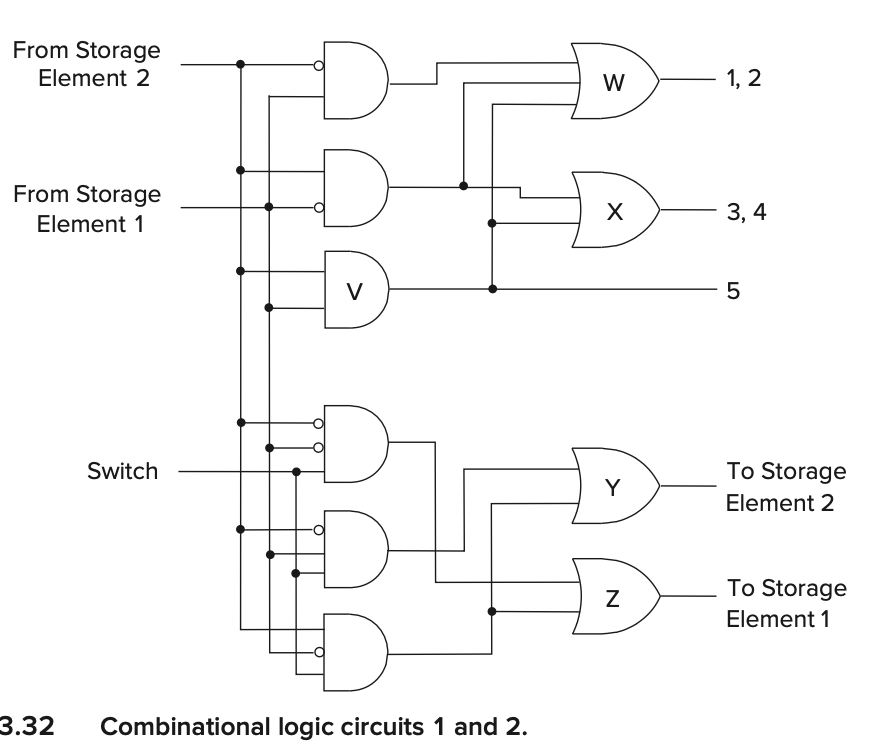 From Storage
Element 2
W
1, 2
From Storage
Element 1
X
3, 4
V
5
Switch
Y
To Storage
Element 2
Z
To Storage
Element 1
3.32 Combinational logic circuits 1 and 2.